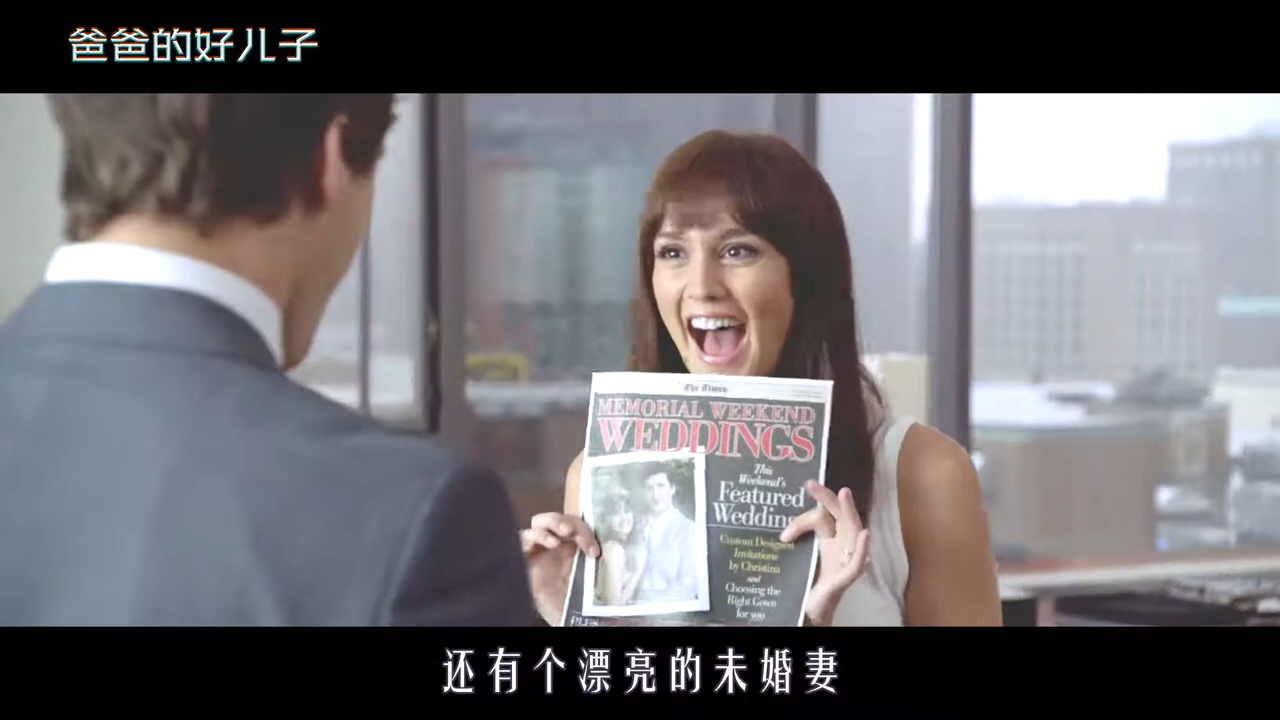 爸爸的好儿子
The Times
MEMORIAL WEEKEND
WEDDINGS
This
Weekend's
Featured
Wedding
Custom Designed
Invitations
by Christina
and
Choosing the
Right Gown
for you
PLUS
还有个漂亮的未婚妻